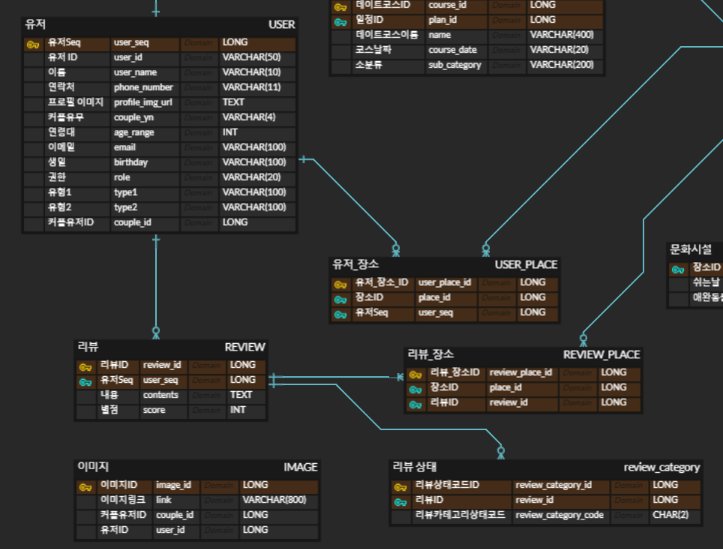 데이트코스ID course_id Domain LONG
일정ID plan_id Domain LONG
데이트코스이름 name Domain VARCHAR(400)
코스날짜 course_date Domain VARCHAR(20)
소분류 sub_category Domain VARCHAR(200)
유저 USER
유저Seq user_seq Domain LONG
유저 ID user_id Domain VARCHAR(50)
이름 user_name Domain VARCHAR(10)
연락처 phone_number Domain VARCHAR(11)
프로필 이미지 profile_img_url Domain TEXT
커플유무 couple_yn Domain VARCHAR(4)
연령대 age_range Domain INT
이메일 email Domain VARCHAR(100)
생일 birthday Domain VARCHAR(100)
권한 role Domain VARCHAR(20)
유형1 type1 Domain VARCHAR(100)
유형2 type2 Domain VARCHAR(100)
커플유저ID couple_id Domain LONG
유저_장소 USER_PLACE
유저_장소_ID user_place_id Domain LONG
장소ID place_id Domain LONG
유저Seq user_seq Domain LONG
문화시설
장소ID
쉬는날
리뷰 REVIEW
리뷰ID review_id Domain LONG
유저Seq user_seq Domain LONG
내용 contents Domain TEXT
별점 score Domain INT
리뷰_장소 REVIEW_PLACE
리뷰_장소ID review_place_id Domain LONG
장소ID place_id Domain LONG
리뷰ID review_id Domain LONG
이미지 IMAGE
이미지ID image_id Domain LONG
이미지링크 link Domain VARCHAR(800)
커플유저ID couple_id Domain LONG
유저ID user_id Domain LONG
리뷰 상태 review_category
리뷰상태코드ID review_category_id Domain LONG
리뷰ID review_id Domain LONG
리뷰카테고리상태코드 review_category_code Domain CHAR(2)